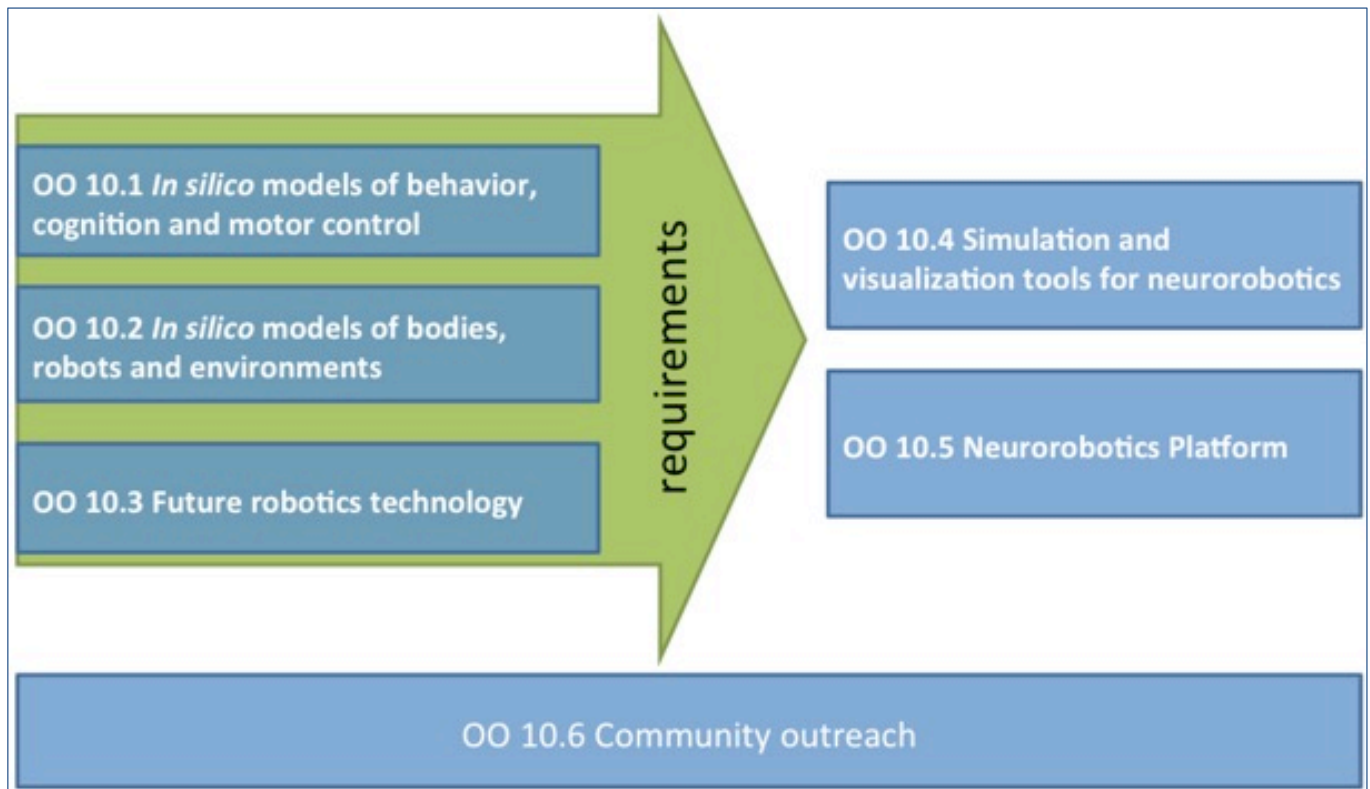 OO 10.1 In silico models of behavior,
cognition and motor control
OO 10.2 In silico models of bodies,
robots and environments
OO 10.3 Future robotics technology
requirements
OO 10.4 Simulation and
visualization tools for neurorobotics
OO 10.5 Neurorobotics Platform
OO 10.6 Community outreach